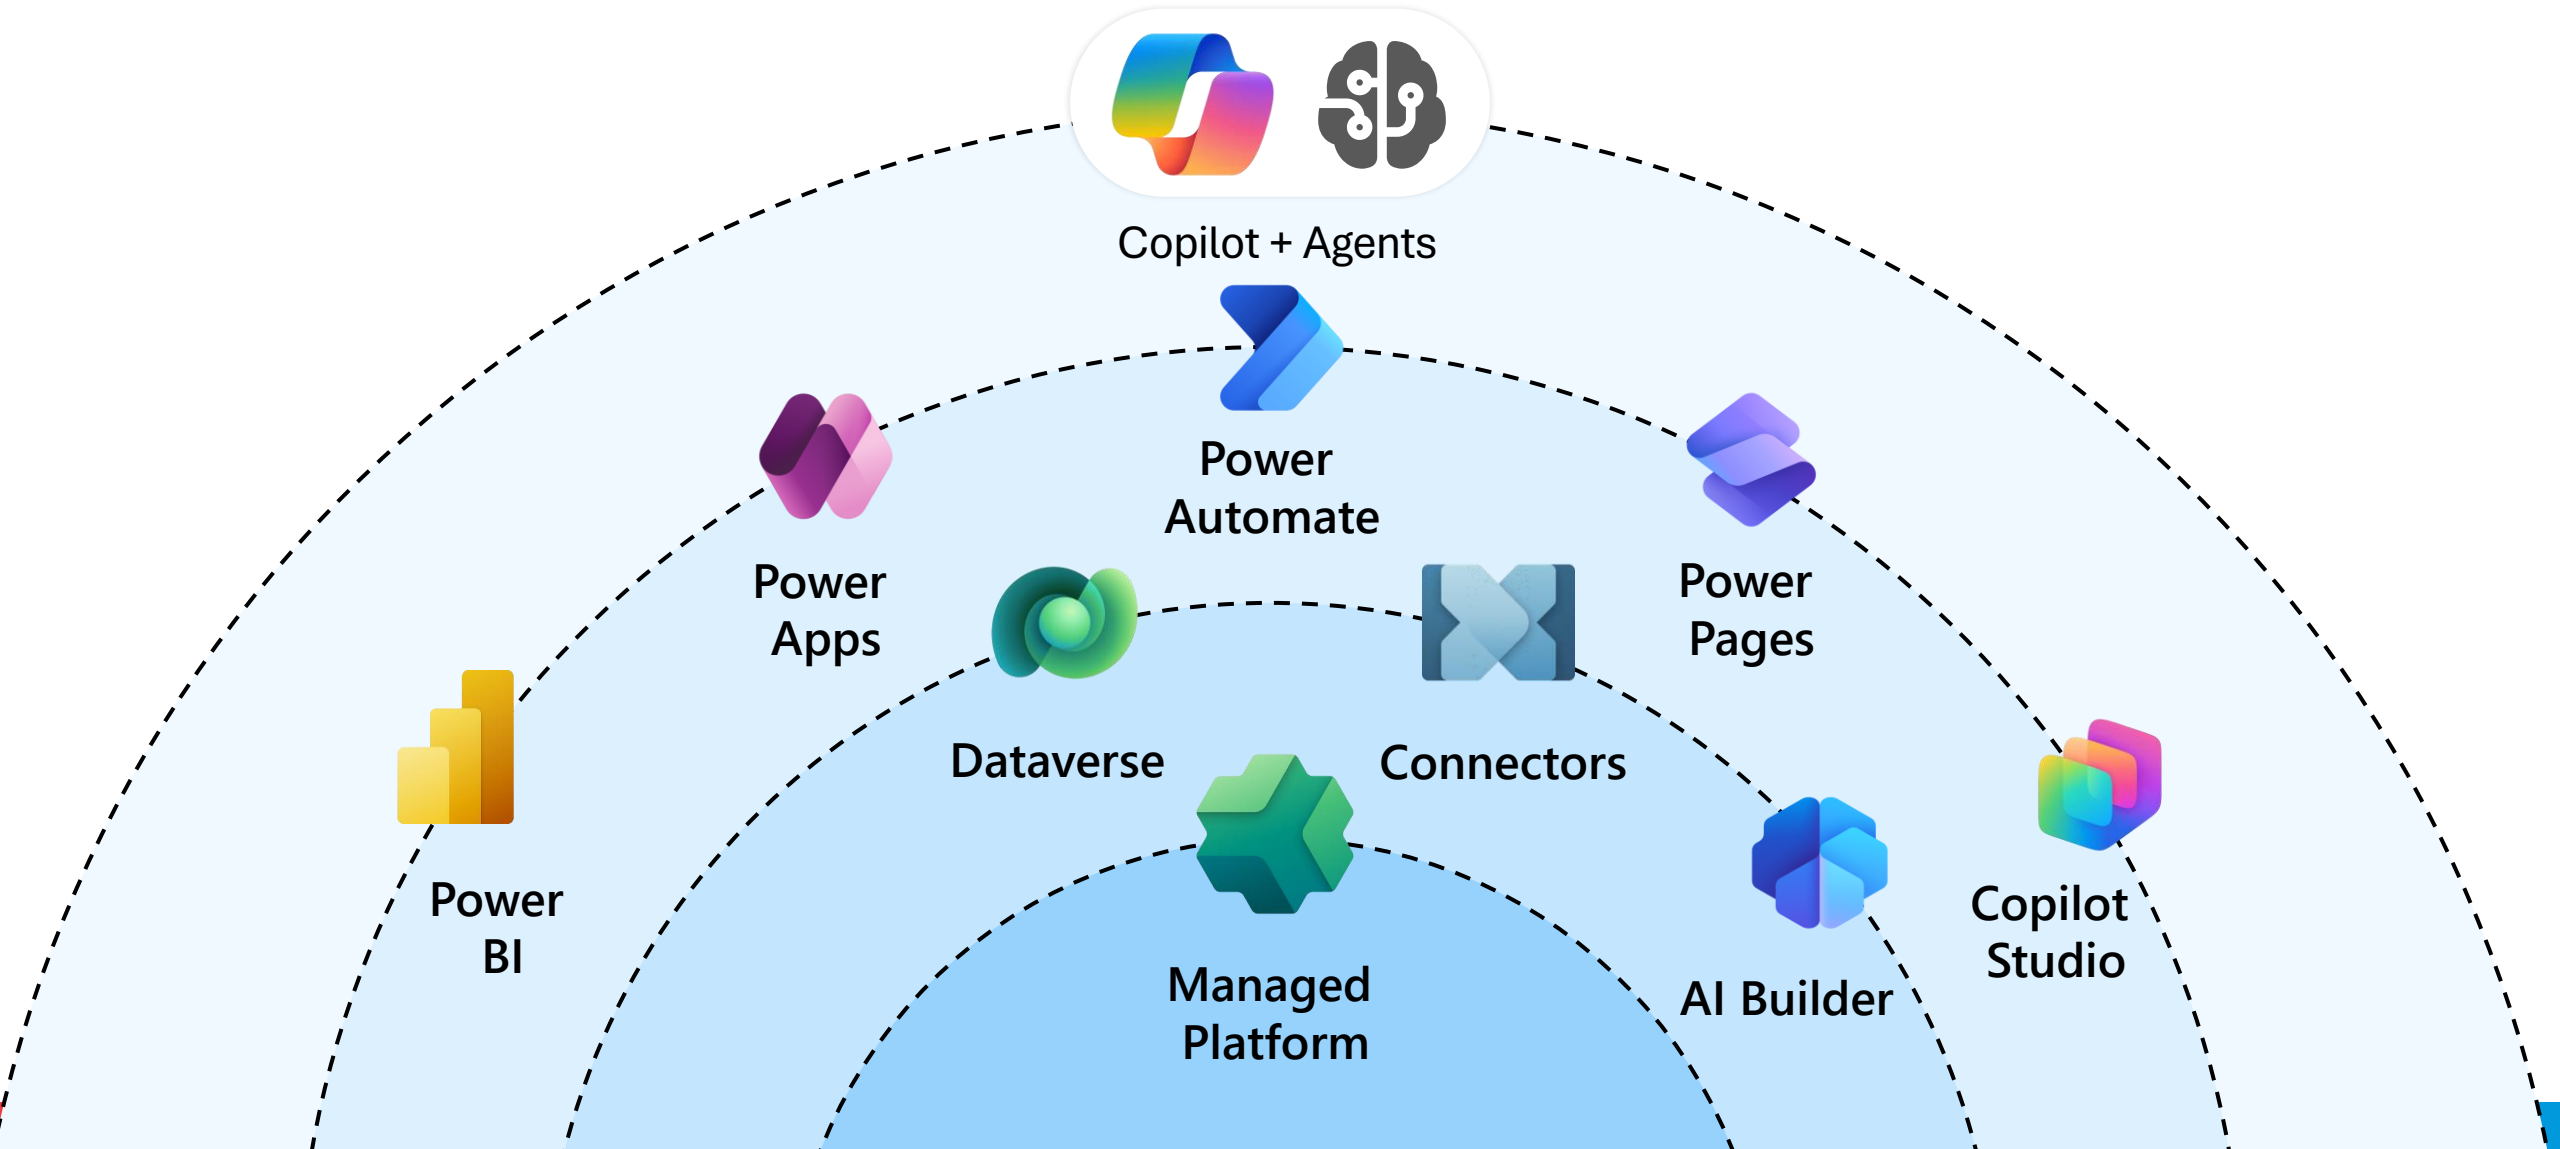 Copilot + Agents
Power
Automate
Power
Apps
Power
Pages
Dataverse
Connectors
Power
BI
Copilot
Studio
Managed
Platform
AI Builder